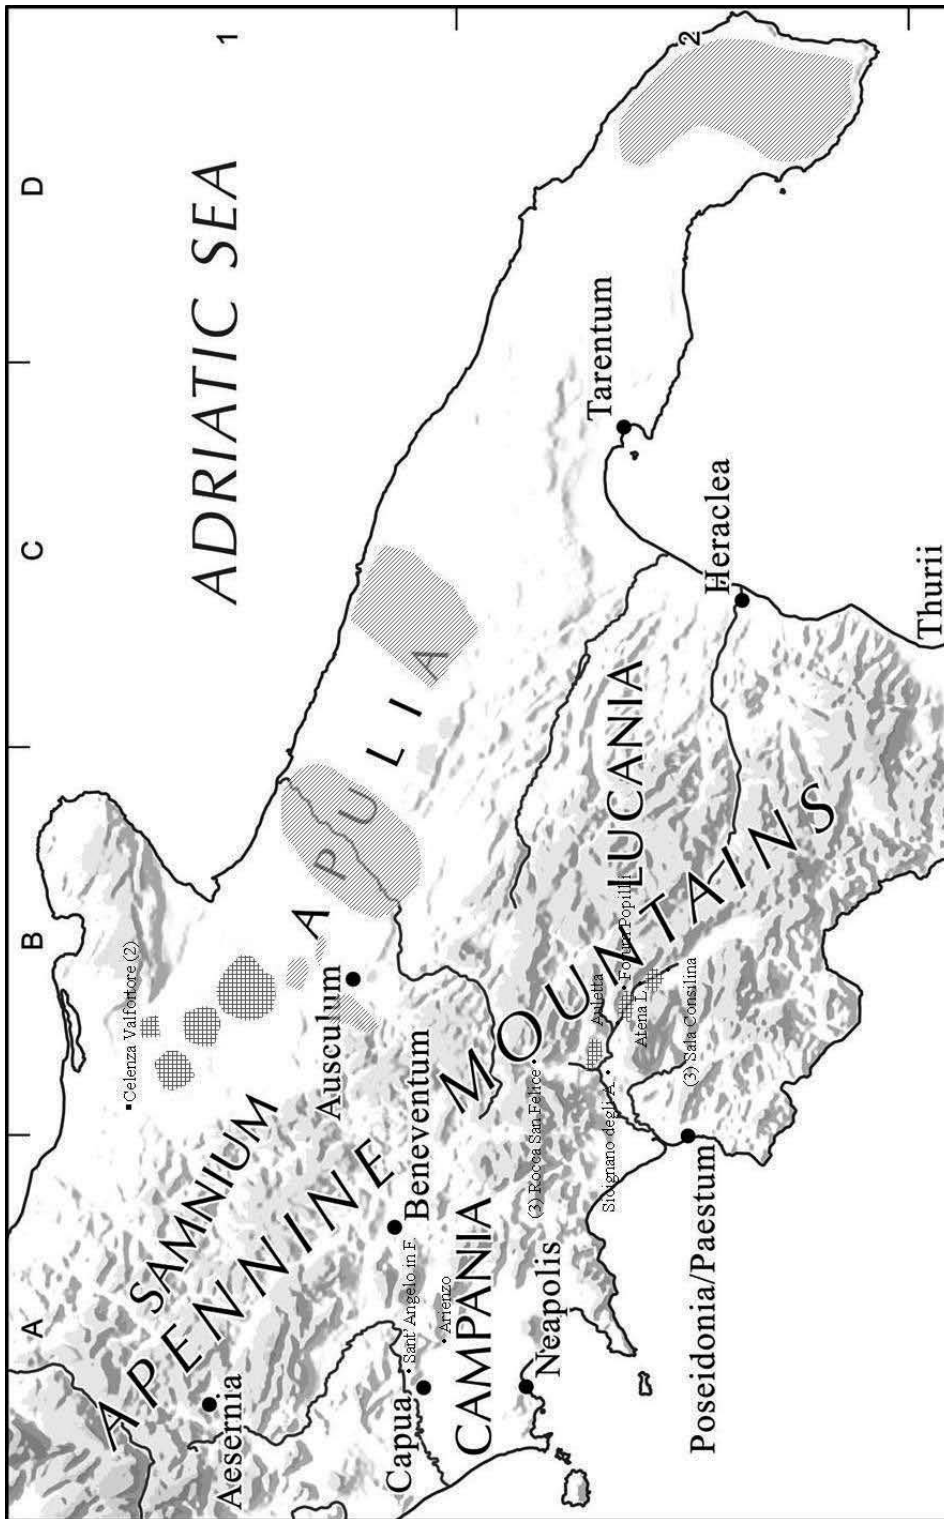 A
B
C
D
1
2
ADRIATIC SEA
Celenza Valfortore (2)
SAMNIUM
APENNINE MOUNTAINS
APULIA
Aesernia
Ausculum
Beneventum
Sant' Angelo in F
Arienzo
Capua
CAMPANIA
Neapolis
(3) Rocca San Felice
Sicignano degli A.
Auletta
Forum Popilii
Atena L.
(3) Sala Consilina
Poseidonia/Paestum
LUCANIA
Tarentum
Heraclea
Thurii